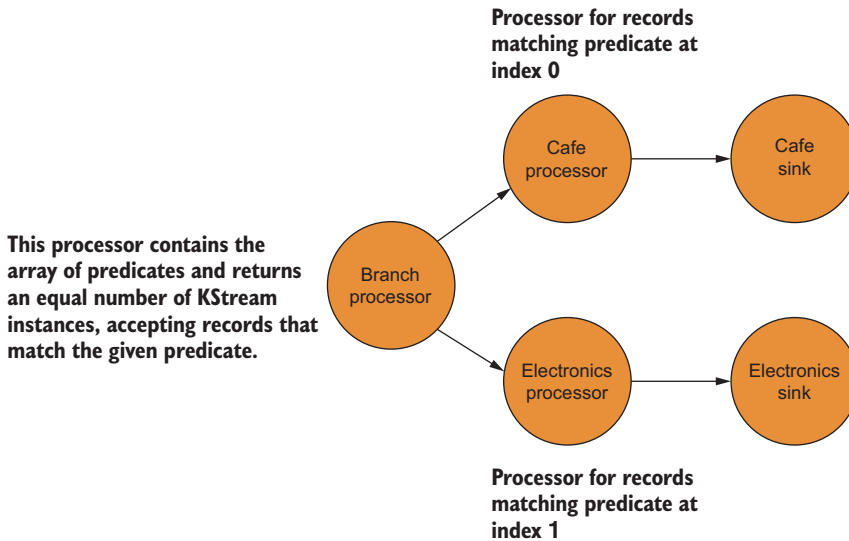 Processor for records
matching predicate at
index 0
Cafe
processor
Cafe
sink
This processor contains the
array of predicates and returns
an equal number of KStream
instances, accepting records that
match the given predicate.
Branch
processor
Electronics
processor
Electronics
sink
Processor for records
matching predicate at
index 1